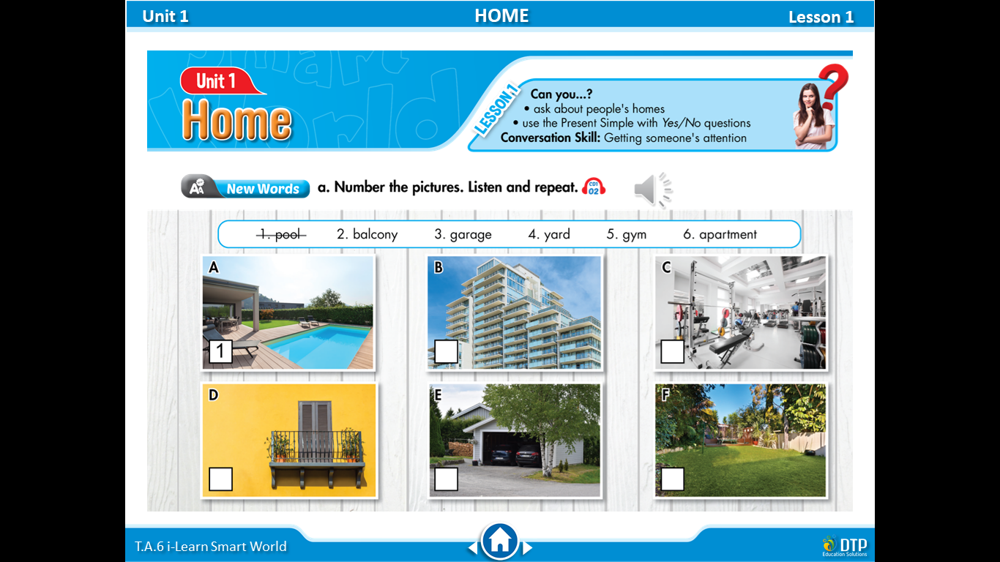 Unit 1 HOME Lesson 1
Smart World
Unit 1
Home
LESSON 1
Can you...?
• ask about people's homes
• use the Present Simple with Yes/No questions
Conversation Skill: Getting someone's attention
?
New Words a. Number the pictures. Listen and repeat. CD1 02
1. pool 2. balcony 3. garage 4. yard 5. gym 6. apartment
A B C
1
D E F
T.A.6 i-Learn Smart World
DTP
Education Solutions